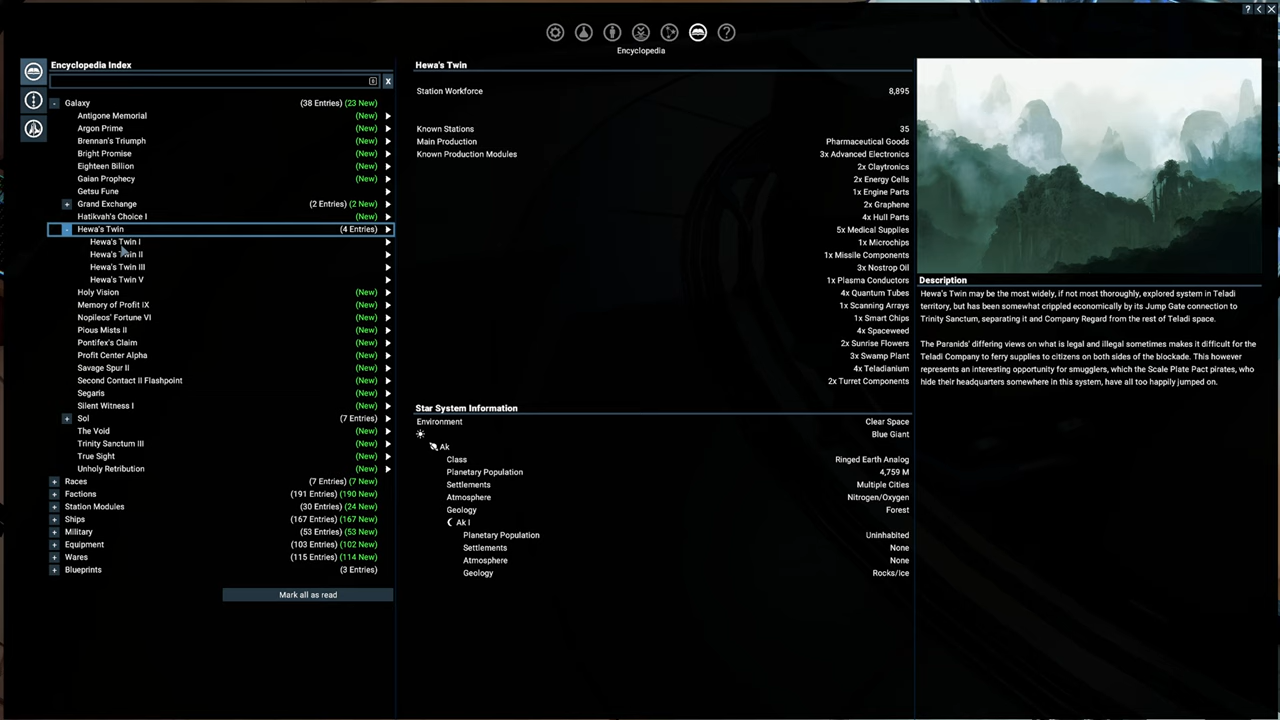 Encyclopedia
Encyclopedia Index
x
- Galaxy (38 Entries) (23 New)
Antigone Memorial (New)
Argon Prime (New)
Brennan's Triumph (New)
Bright Promise (New)
Eighteen Billion (New)
Gaian Prophecy (New)
Getsu Fune
+ Grand Exchange (2 Entries) (2 New)
Hatikvah's Choice I (New)
- Hewa's Twin (4 Entries)
Hewa's Twin I
Hewa's Twin II
Hewa's Twin III
Hewa's Twin V
Holy Vision (New)
Memory of Profit IX (New)
Nopileos' Fortune VI (New)
Pious Mists II (New)
Pontifex's Claim (New)
Profit Center Alpha (New)
Savage Spur II (New)
Second Contact II Flashpoint (New)
Segaris (New)
Silent Witness I (New)
+ Sol (7 Entries)
The Void (New)
Trinity Sanctum III (New)
True Sight (New)
Unholy Retribution (New)
+ Races (7 Entries) (7 New)
+ Factions (191 Entries) (190 New)
+ Station Modules (30 Entries) (24 New)
+ Ships (167 Entries) (167 New)
+ Military (53 Entries) (53 New)
+ Equipment (103 Entries) (102 New)
+ Wares (115 Entries) (114 New)
+ Blueprints (3 Entries)
Mark all as read
Hewa's Twin
Station Workforce 8,895
Known Stations 35
Main Production Pharmaceutical Goods
Known Production Modules 3x Advanced Electronics
2x Claytronics
2x Energy Cells
1x Engine Parts
2x Graphene
4x Hull Parts
5x Medical Supplies
1x Microchips
1x Missile Components
3x Nostrop Oil
1x Plasma Conductors
4x Quantum Tubes
1x Scanning Arrays
1x Smart Chips
4x Spaceweed
2x Sunrise Flowers
3x Swamp Plant
4x Teladianium
2x Turret Components
Star System Information
Environment Clear Space
Blue Giant
Ak
Class Ringed Earth Analog
Planetary Population 4,759 M
Settlements Multiple Cities
Atmosphere Nitrogen/Oxygen
Geology Forest
Ak I
Planetary Population Uninhabited
Settlements None
Atmosphere None
Geology Rocks/Ice
Description
Hewa's Twin may be the most widely, if not most thoroughly, explored system in Teladi
territory, but has been somewhat crippled economically by its Jump Gate connection to
Trinity Sanctum, separating it and Company Regard from the rest of Teladi space.
The Paranids' differing views on what is legal and illegal sometimes makes it difficult for the
Teladi Company to ferry supplies to citizens on both sides of the blockade. This however
represents an interesting opportunity for smugglers, which the Scale Plate Pact pirates, who
hide their headquarters somewhere in this system, have all too happily jumped on.